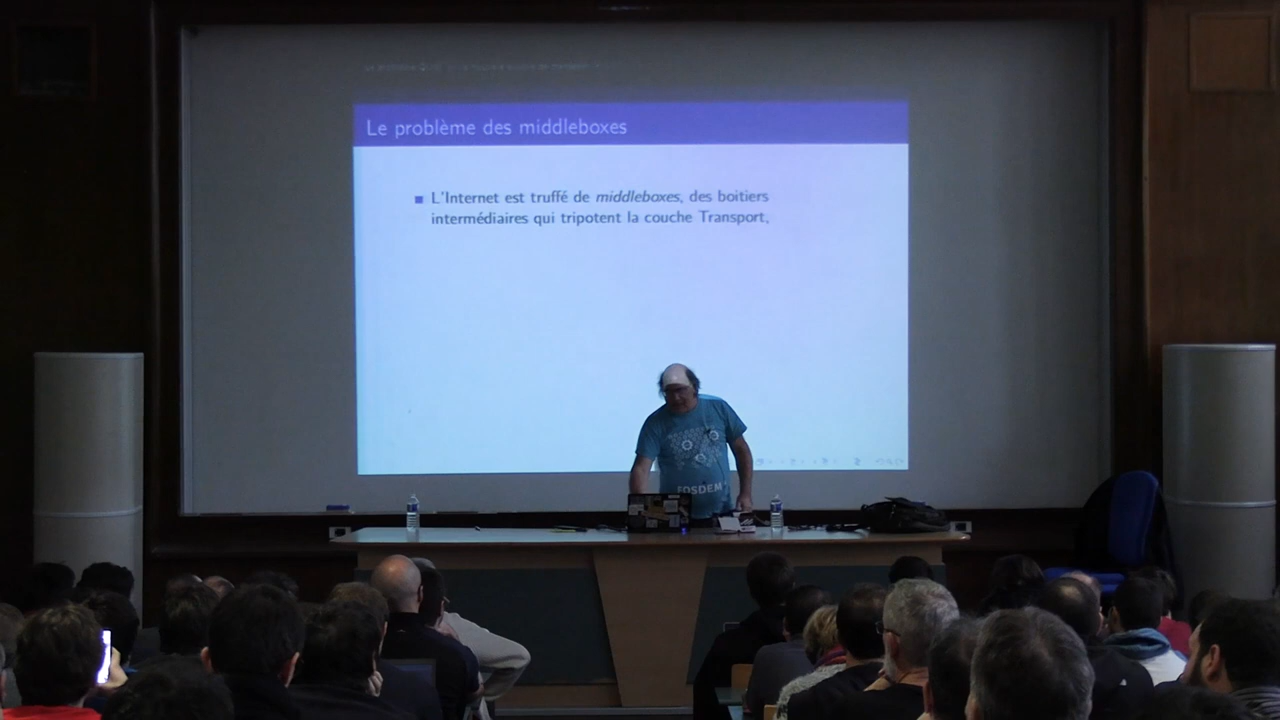 Le problème des middleboxes
L'Internet est truffé de middleboxes, des boitiers
intermédiaires qui tripotent la couche Transport,
FOSDEM